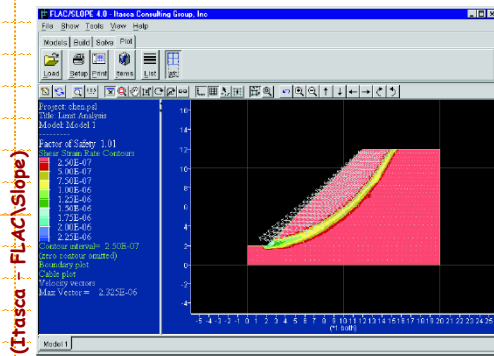 FLAC/SLOPE 4.0 - Itasca Consulting Group, Inc
File Show Tools View Help
Models Build Solve Plot
Load Setup Print Items List
Project: chen.psl
Title: Limit Analysis
Model: Model 1
----------
Factor of Safety 1.01
Shear Strain Rate Contours
2.50E-07
5.00E-07
7.50E-07
1.00E-06
1.25E-06
1.50E-06
1.75E-06
2.00E-06
2.25E-06
Contour interval= 2.50E-07
(zero contour omitted)
Boundary plot
Cable plot
Velocity vectors
Max Vector = 2.325E-06
16
14
12
10
8
6
4
2
0
-2
-4
-5 -4 -3 -2 -1 0 1 2 3 4 5 6 7 8 9 10 11 12 13 14 15 16 17 18 19 20 21 22 23 24 25
(*1 both)
Model 1
(Itasca - FLAC\Slope)